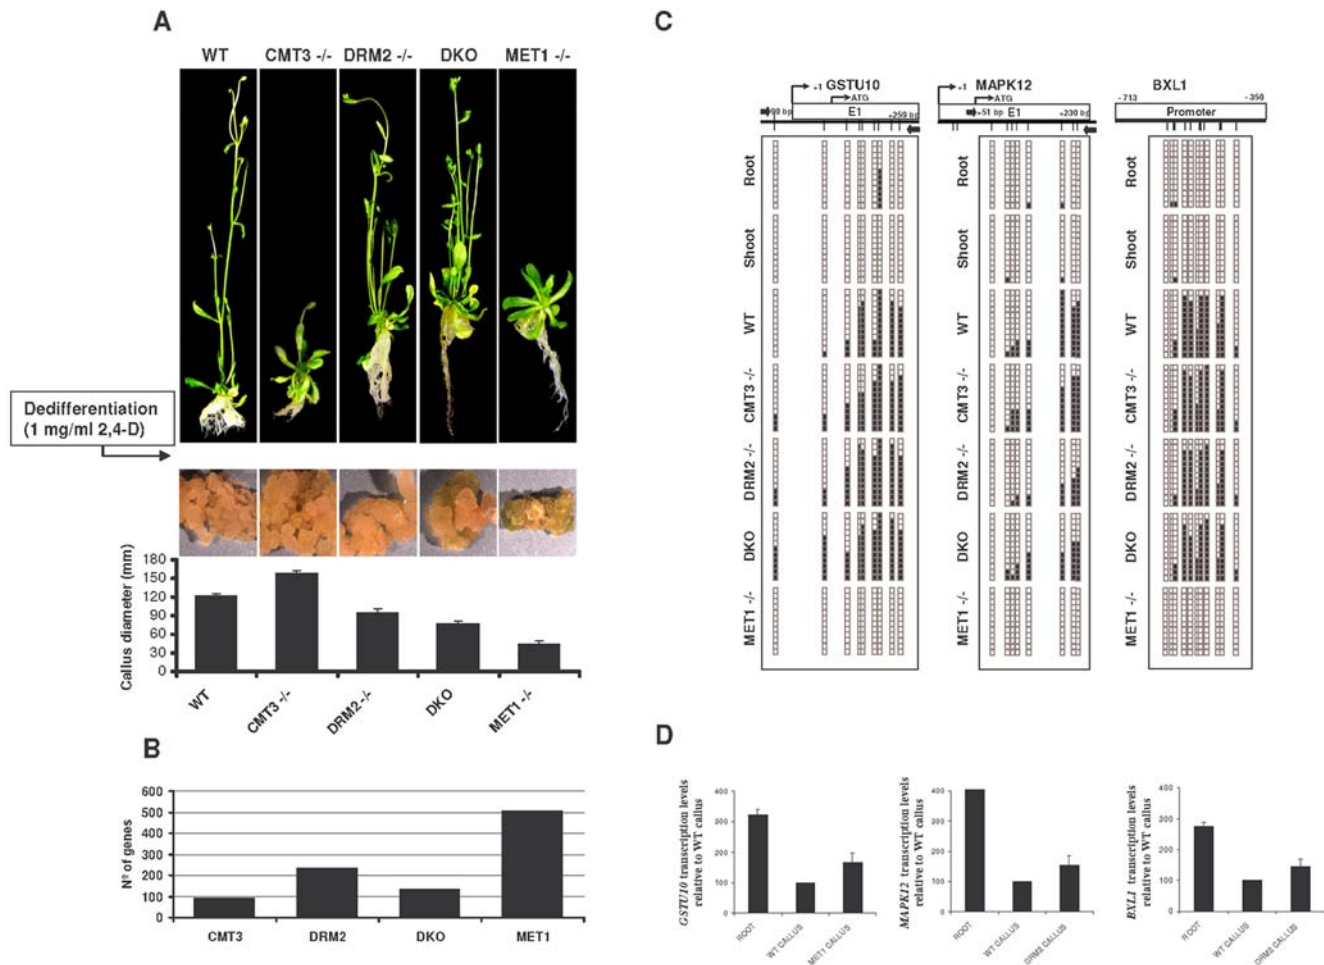 A
WT
CMT3 -/-
DRM2 -/-
DKO
MET1 -/-
Dedifferentiation
(1 mg/ml 2,4-D)
Callus diameter (mm)
180
150
120
90
60
30
0
WT
CMT3 -/-
DRM2 -/-
DKO
MET1 -/-
B
Nº of genes
600
500
400
300
200
100
0
CMT3
DRM2
DKO
MET1
C
+1 GSTU10
ATG
E1
+259 bp
Root
Shoot
WT
CMT3 -/-
DRM2 -/-
DKO
MET1 -/-
+1 MAPK12
ATG
+51 bp
E1
+230 bp
Root
Shoot
WT
CMT3 -/-
DRM2 -/-
DKO
MET1 -/-
BXL1
-713
-350
Promoter
Root
Shoot
WT
CMT3 -/-
DRM2 -/-
DKO
MET1 -/-
D
GSTU10 transcription levels
relative to WT callus
400
300
200
100
0
ROOT
WT CALLUS
MET1 CALLUS
MAPK12 transcription levels
relative to WT callus
400
300
200
100
0
ROOT
WT CALLUS
DRM2 CALLUS
BXL1 transcription levels
relative to WT callus
400
300
200
100
0
ROOT
WT CALLUS
DRM2 CALLUS